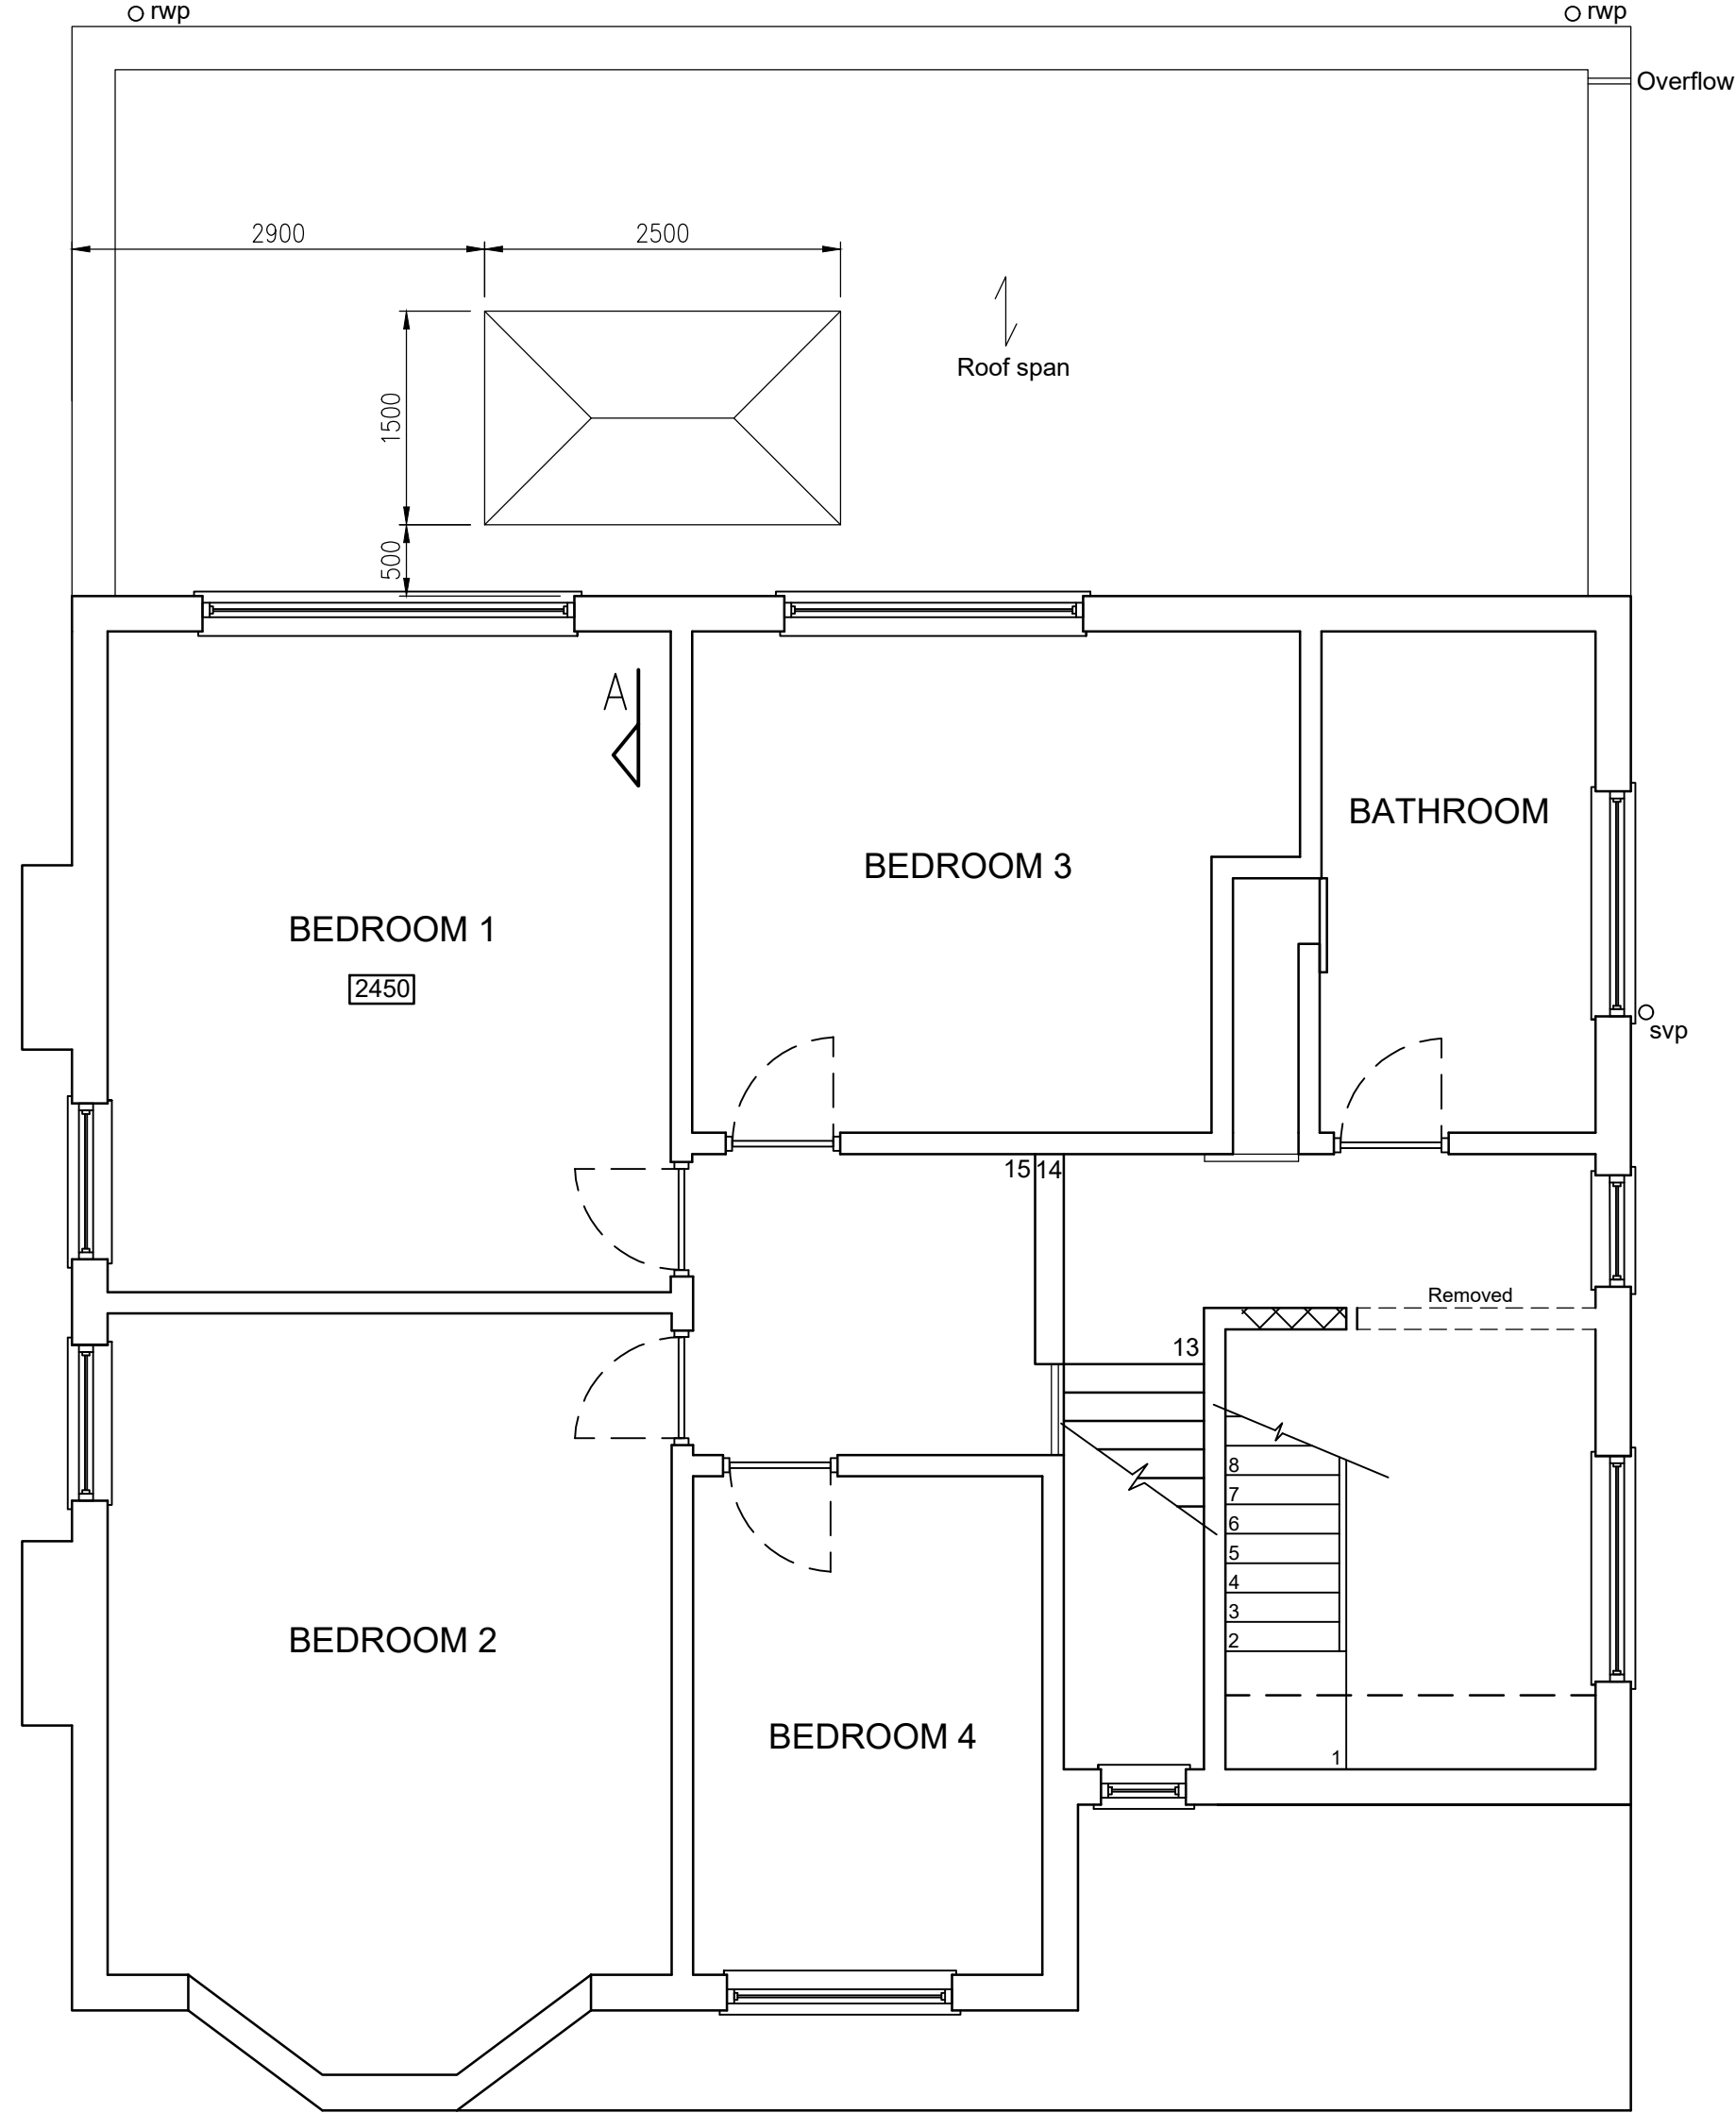 rwp
rwp
Overflow
2900
2500
Roof span
1500
500
A
BATHROOM
BEDROOM 3
BEDROOM 1
2450
svp
15
14
Removed
13
8
7
6
5
4
3
2
BEDROOM 2
BEDROOM 4
1